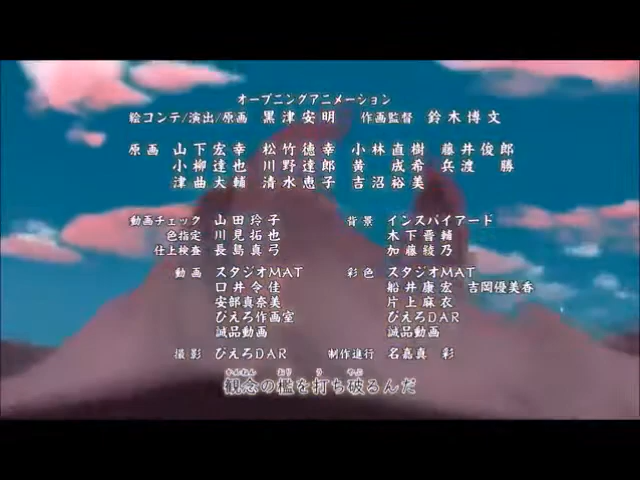 オープニングアニメーション
絵コンテ/演出/原画 黒津安明 作画監督 鈴木博文
原画 山下宏幸 松竹徳幸 小林直樹 藤井俊郎
小柳達也 川野達郎 黄 成希 兵渡 勝
津曲大輔 清水恵子 吉沼裕美
動画チェック 山田玲子 背景 インスパイアード
色指定 川見拓也 木下晋輔
仕上検査 長島真弓 加藤綾乃
動画 スタジオMAT 彩色 スタジオMAT
口井令佳 船井康宏 吉岡優美香
安部真奈美 片上麻衣
ぴえろ作画室 ぴえろDAR
誠品動画 誠品動画
撮影 ぴえろDAR 制作進行 名嘉真 彩
かんねん おり う やぶ
観念の檻を打ち破るんだ